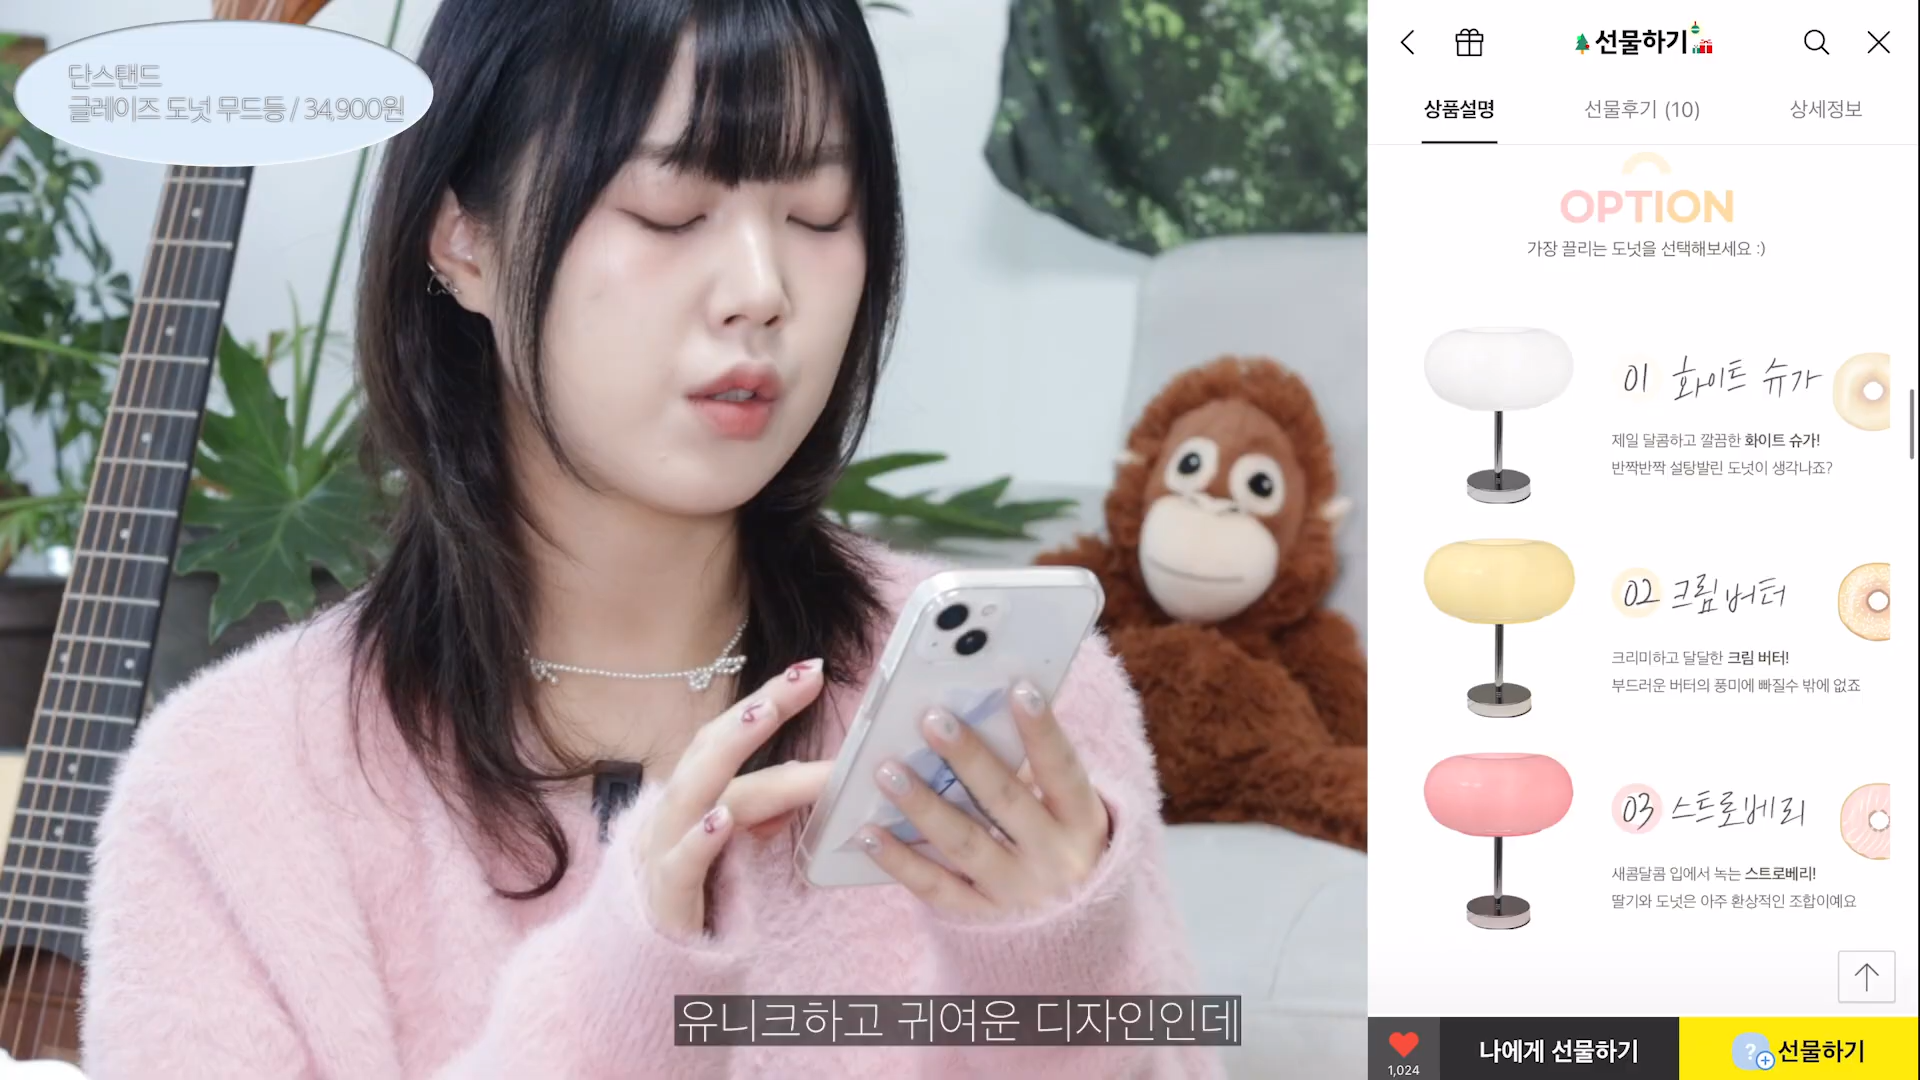 단스탠드
글레이즈 도넛 무드등 / 34,900원
선물하기
상품설명
선물후기 (10)
상세정보
OPTION
가장 끌리는 도넛을 선택해보세요 :)
01 화이트 슈가
제일 달콤하고 깔끔한 화이트 슈가!
반짝반짝 설탕발린 도넛이 생각나죠?
02 크림버터
크리미하고 달달한 크림 버터!
부드러운 버터의 풍미에 빠질수 밖에 없죠
03 스트로베리
새콤달콤 입에서 녹는 스트로베리!
딸기와 도넛은 아주 환상적인 조합이예요
유니크하고 귀여운 디자인인데
1,024
나에게 선물하기
선물하기